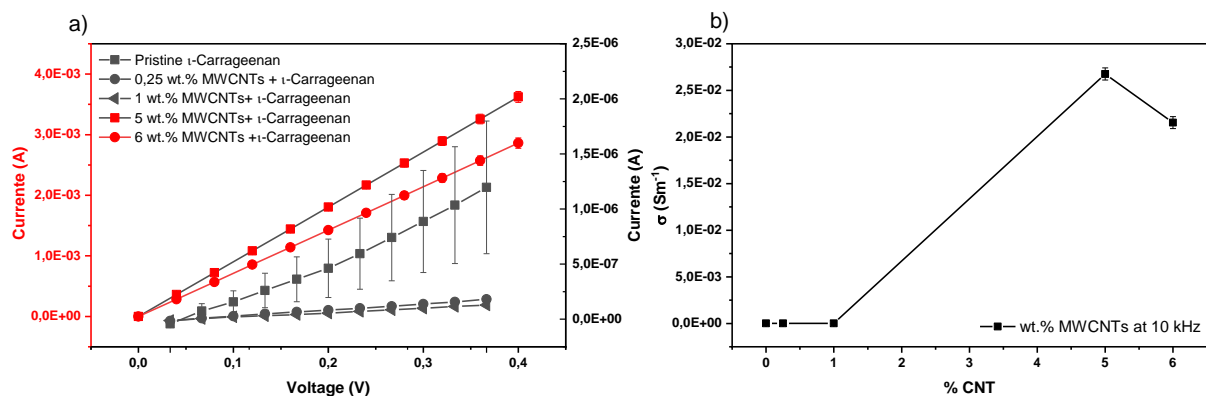 a)
Currente (A)
4,0E-03
3,0E-03
2,0E-03
1,0E-03
0,0E+00
Pristine ι-Carrageenan
0,25 wt.% MWCNTs + ι-Carrageenan
1 wt.% MWCNTs+ ι-Carrageenan
5 wt.% MWCNTs+ ι-Carrageenan
6 wt.% MWCNTs +ι-Carrageenan
2,5E-06
2,0E-06
1,5E-06
1,0E-06
5,0E-07
0,0E+00
Currente (A)
0,0 0,1 0,2 0,3 0,4
Voltage (V)
b)
σ (Sm-1)
3,0E-02
2,5E-02
2,0E-02
1,5E-02
1,0E-02
5,0E-03
0,0E+00
wt.% MWCNTs at 10 kHz
0 1 2 3 4 5 6
% CNT